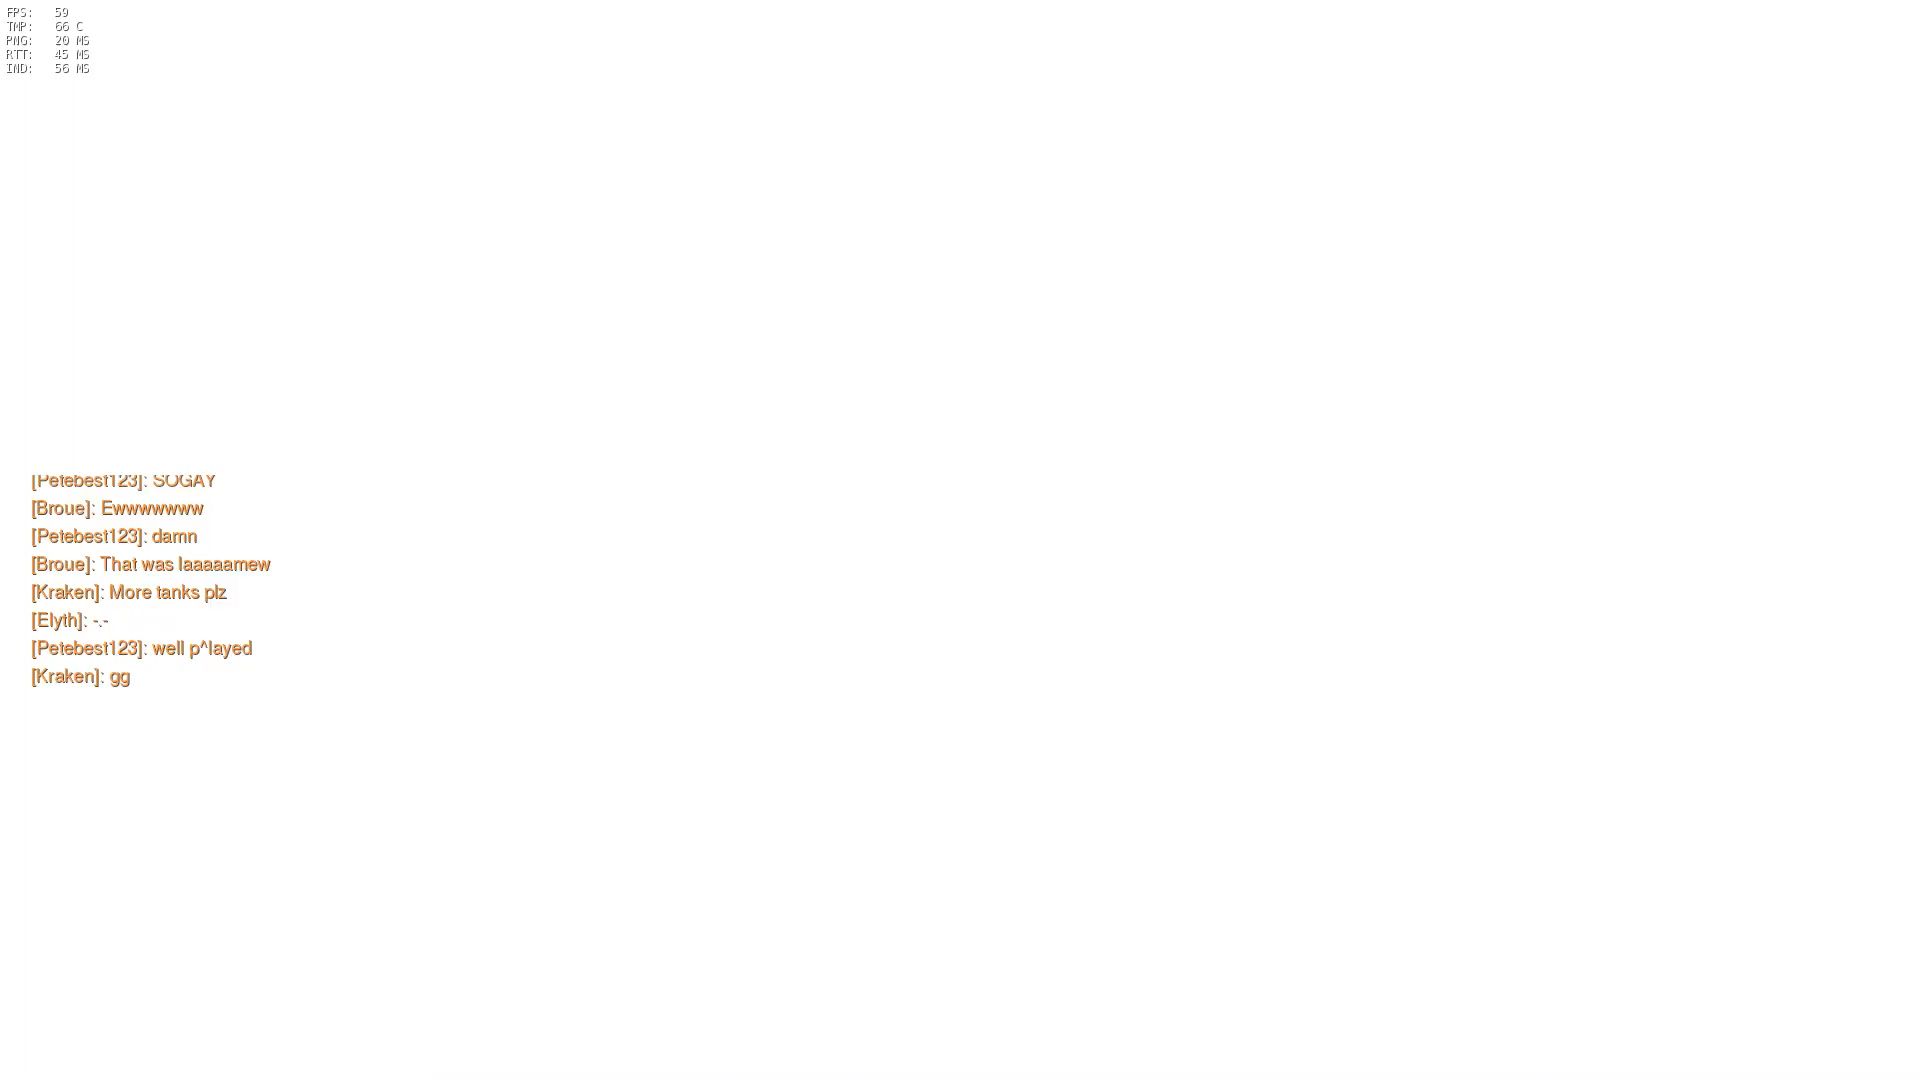 FPS: 59
TMP: 66 C
PNG: 20 MS
RTT: 45 MS
IND: 56 MS
[Petebest123]: SOGAY
[Broue]: Ewwwwwww
[Petebest123]: damn
[Broue]: That was laaaaamew
[Kraken]: More tanks plz
[Elyth]: -.-
[Petebest123]: well p^layed
[Kraken]: gg